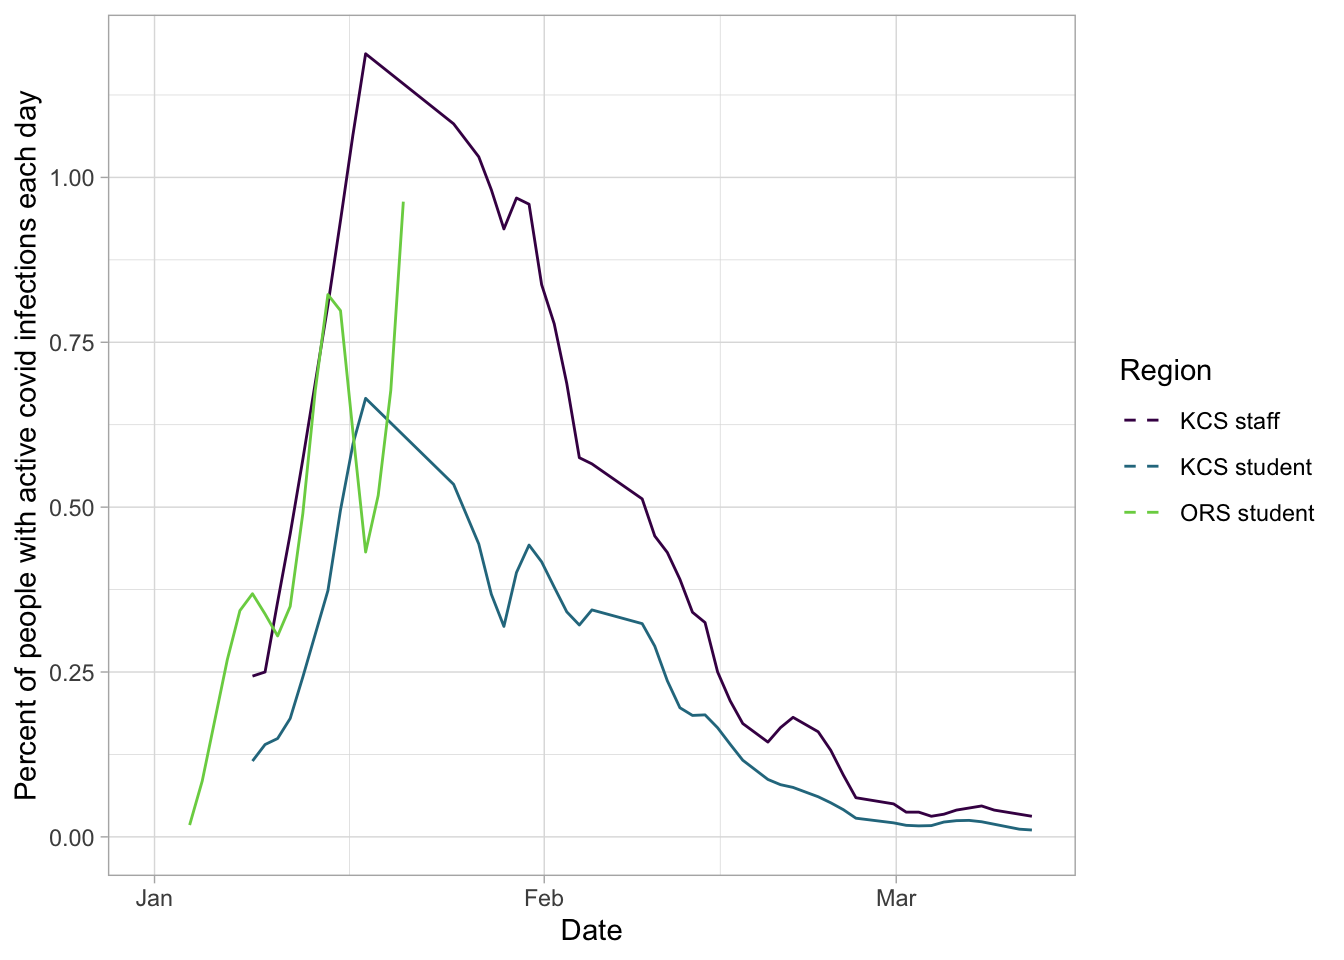 Percent of people with active covid infections each day
1.00
0.75
0.50
0.25
0.00
Jan
Feb
Mar
Date
Region
KCS staff
KCS student
ORS student